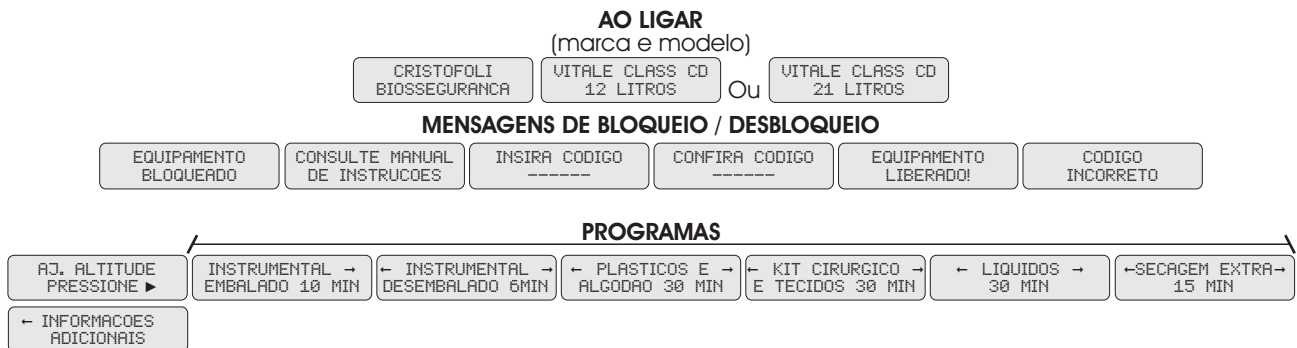 AO LIGAR
(marca e modelo)
CRISTOFOLI
BIOSSEGURANCA
VITALE CLASS CD
12 LITROS
Ou
VITALE CLASS CD
21 LITROS
MENSAGENS DE BLOQUEIO / DESBLOQUEIO
EQUIPAMENTO
BLOQUEADO
CONSULTE MANUAL
DE INSTRUCOES
INSIRA CODIGO
------
CONFIRA CODIGO
------
EQUIPAMENTO
LIBERADO!
CODIGO
INCORRETO
PROGRAMAS
AJ. ALTITUDE
PRESSIONE ►
INSTRUMENTAL →
EMBALADO 10 MIN
← INSTRUMENTAL →
DESEMBALADO 6MIN
← PLASTICOS E →
ALGODAO 30 MIN
← KIT CIRURGICO →
E TECIDOS 30 MIN
← LIQUIDOS →
30 MIN
←SECAGEM EXTRA→
15 MIN
← INFORMACOES
ADICIONAIS